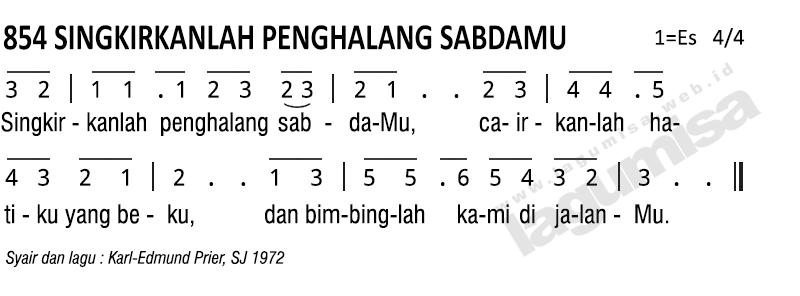 854 SINGKIRKANLAH PENGHALANG SABDAMU 1=Es 4/4
3 2 | 1 1 . 1 2 3 2 3 | 2 1 . . 2 3 | 4 4 . 5
Singkir - kanlah penghalang sab - da-Mu, ca- ir - kan-lah ha-
4 3 2 1 | 2 . . 1 3 | 5 5 . 6 5 4 3 2 | 3 . . ||
ti - ku yang be - ku, dan bim-bing-lah ka-mi di ja-lan - Mu.
Syair dan lagu : Karl-Edmund Prier, SJ 1972
www.lagumisa.web.id
lagumisa